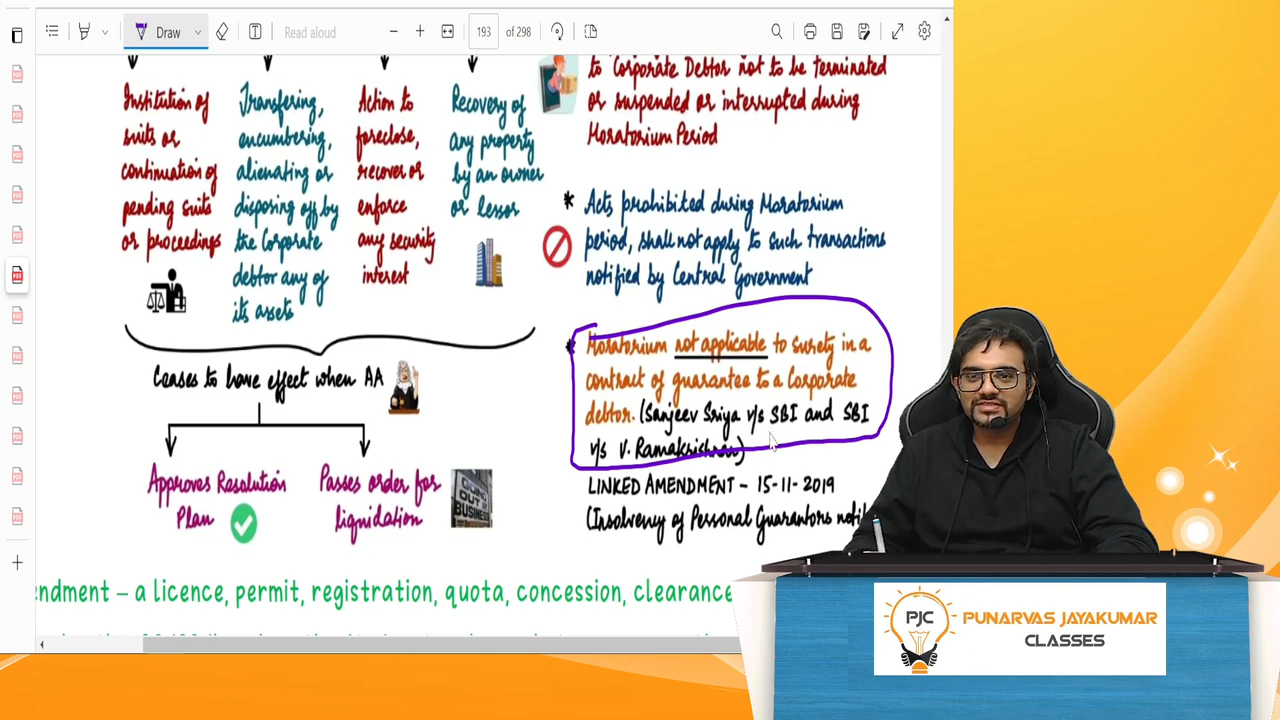 Draw
Read aloud
193
of 298
Institution of
suits or
continuation of
pending suits
or proceedings
Transfering,
encumbering,
alienating or
disposing off by
the Corporate
debtor any of
its assets
Action to
foreclose,
recover or
enforce
any security
interest
Recovery of
any property
by an owner
or lessor
Ceases to have effect when AA
Approves Resolution
Plan
Passes order for
liquidation
GOING
OUT OF
BUSINESS
to Corporate Debtor not to be terminated
or suspended or interrupted during
Moratorium Period
* Acts prohibited during Moratorium
period, shall not apply to such transactions
notified by Central Government
* Moratorium not applicable to surety in a
contract of guarantee to a Corporate
debtor. (Sanjeev Sriya v/s SBI and SBI
v/s V. Ramakrishnan)
LINKED AMENDMENT - 15-11-2019
(Insolvency of Personal Guarantors
endment – a licence, permit, registration, quota, concession, clearance
PJC
PUNARVAS JAYAKUMAR
CLASSES